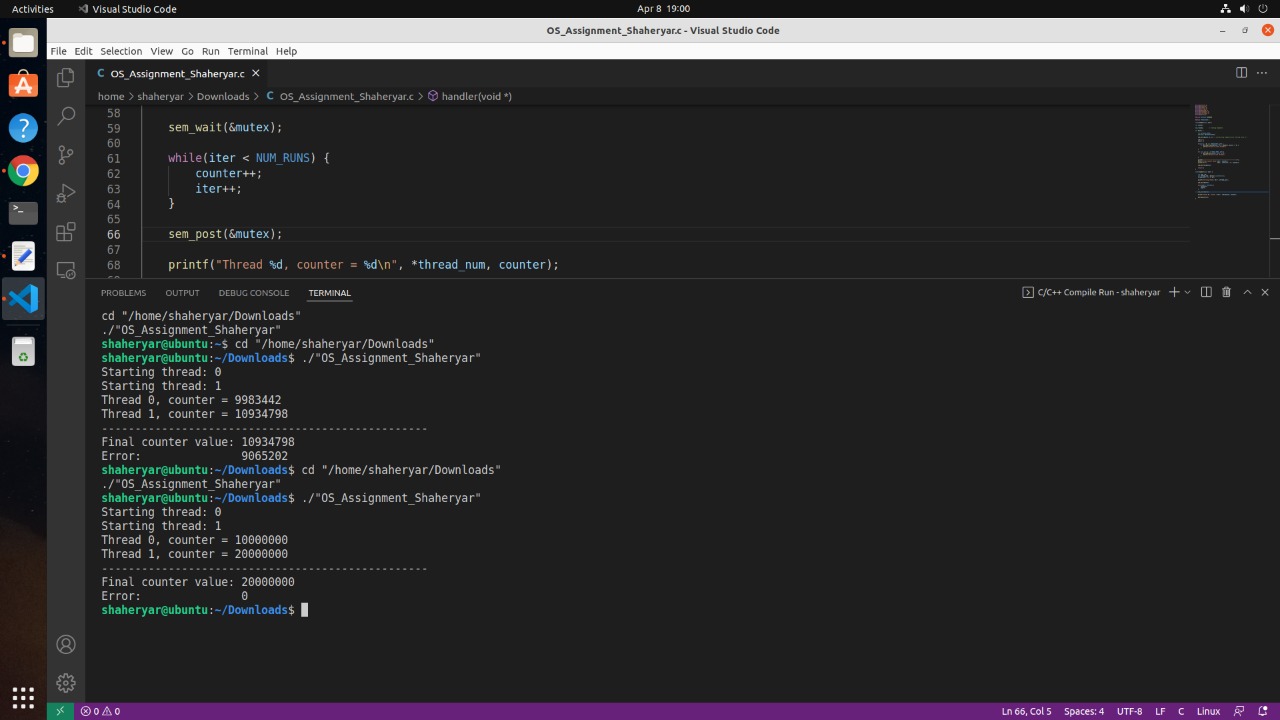 Activities Visual Studio Code Apr 8 19:00
OS_Assignment_Shaheryar.c - Visual Studio Code
File Edit Selection View Go Run Terminal Help
C OS_Assignment_Shaheryar.c
home > shaheryar > Downloads > C OS_Assignment_Shaheryar.c > handler(void *)
58
59 sem_wait(&mutex);
60
61 while(iter < NUM_RUNS) {
62 counter++;
63 iter++;
64 }
65
66 sem_post(&mutex);
67
68 printf("Thread %d, counter = %d\n", *thread_num, counter);
PROBLEMS OUTPUT DEBUG CONSOLE TERMINAL C/C++ Compile Run - shaheryar
cd "/home/shaheryar/Downloads"
./"OS_Assignment_Shaheryar"
shaheryar@ubuntu:~$ cd "/home/shaheryar/Downloads"
shaheryar@ubuntu:~/Downloads$ ./"OS_Assignment_Shaheryar"
Starting thread: 0
Starting thread: 1
Thread 0, counter = 9983442
Thread 1, counter = 10934798
-------------------------------------------------
Final counter value: 10934798
Error: 9065202
shaheryar@ubuntu:~/Downloads$ cd "/home/shaheryar/Downloads"
./"OS_Assignment_Shaheryar"
shaheryar@ubuntu:~/Downloads$ ./"OS_Assignment_Shaheryar"
Starting thread: 0
Starting thread: 1
Thread 0, counter = 10000000
Thread 1, counter = 20000000
-------------------------------------------------
Final counter value: 20000000
Error: 0
shaheryar@ubuntu:~/Downloads$
0 0 Ln 66, Col 5 Spaces: 4 UTF-8 LF C Linux